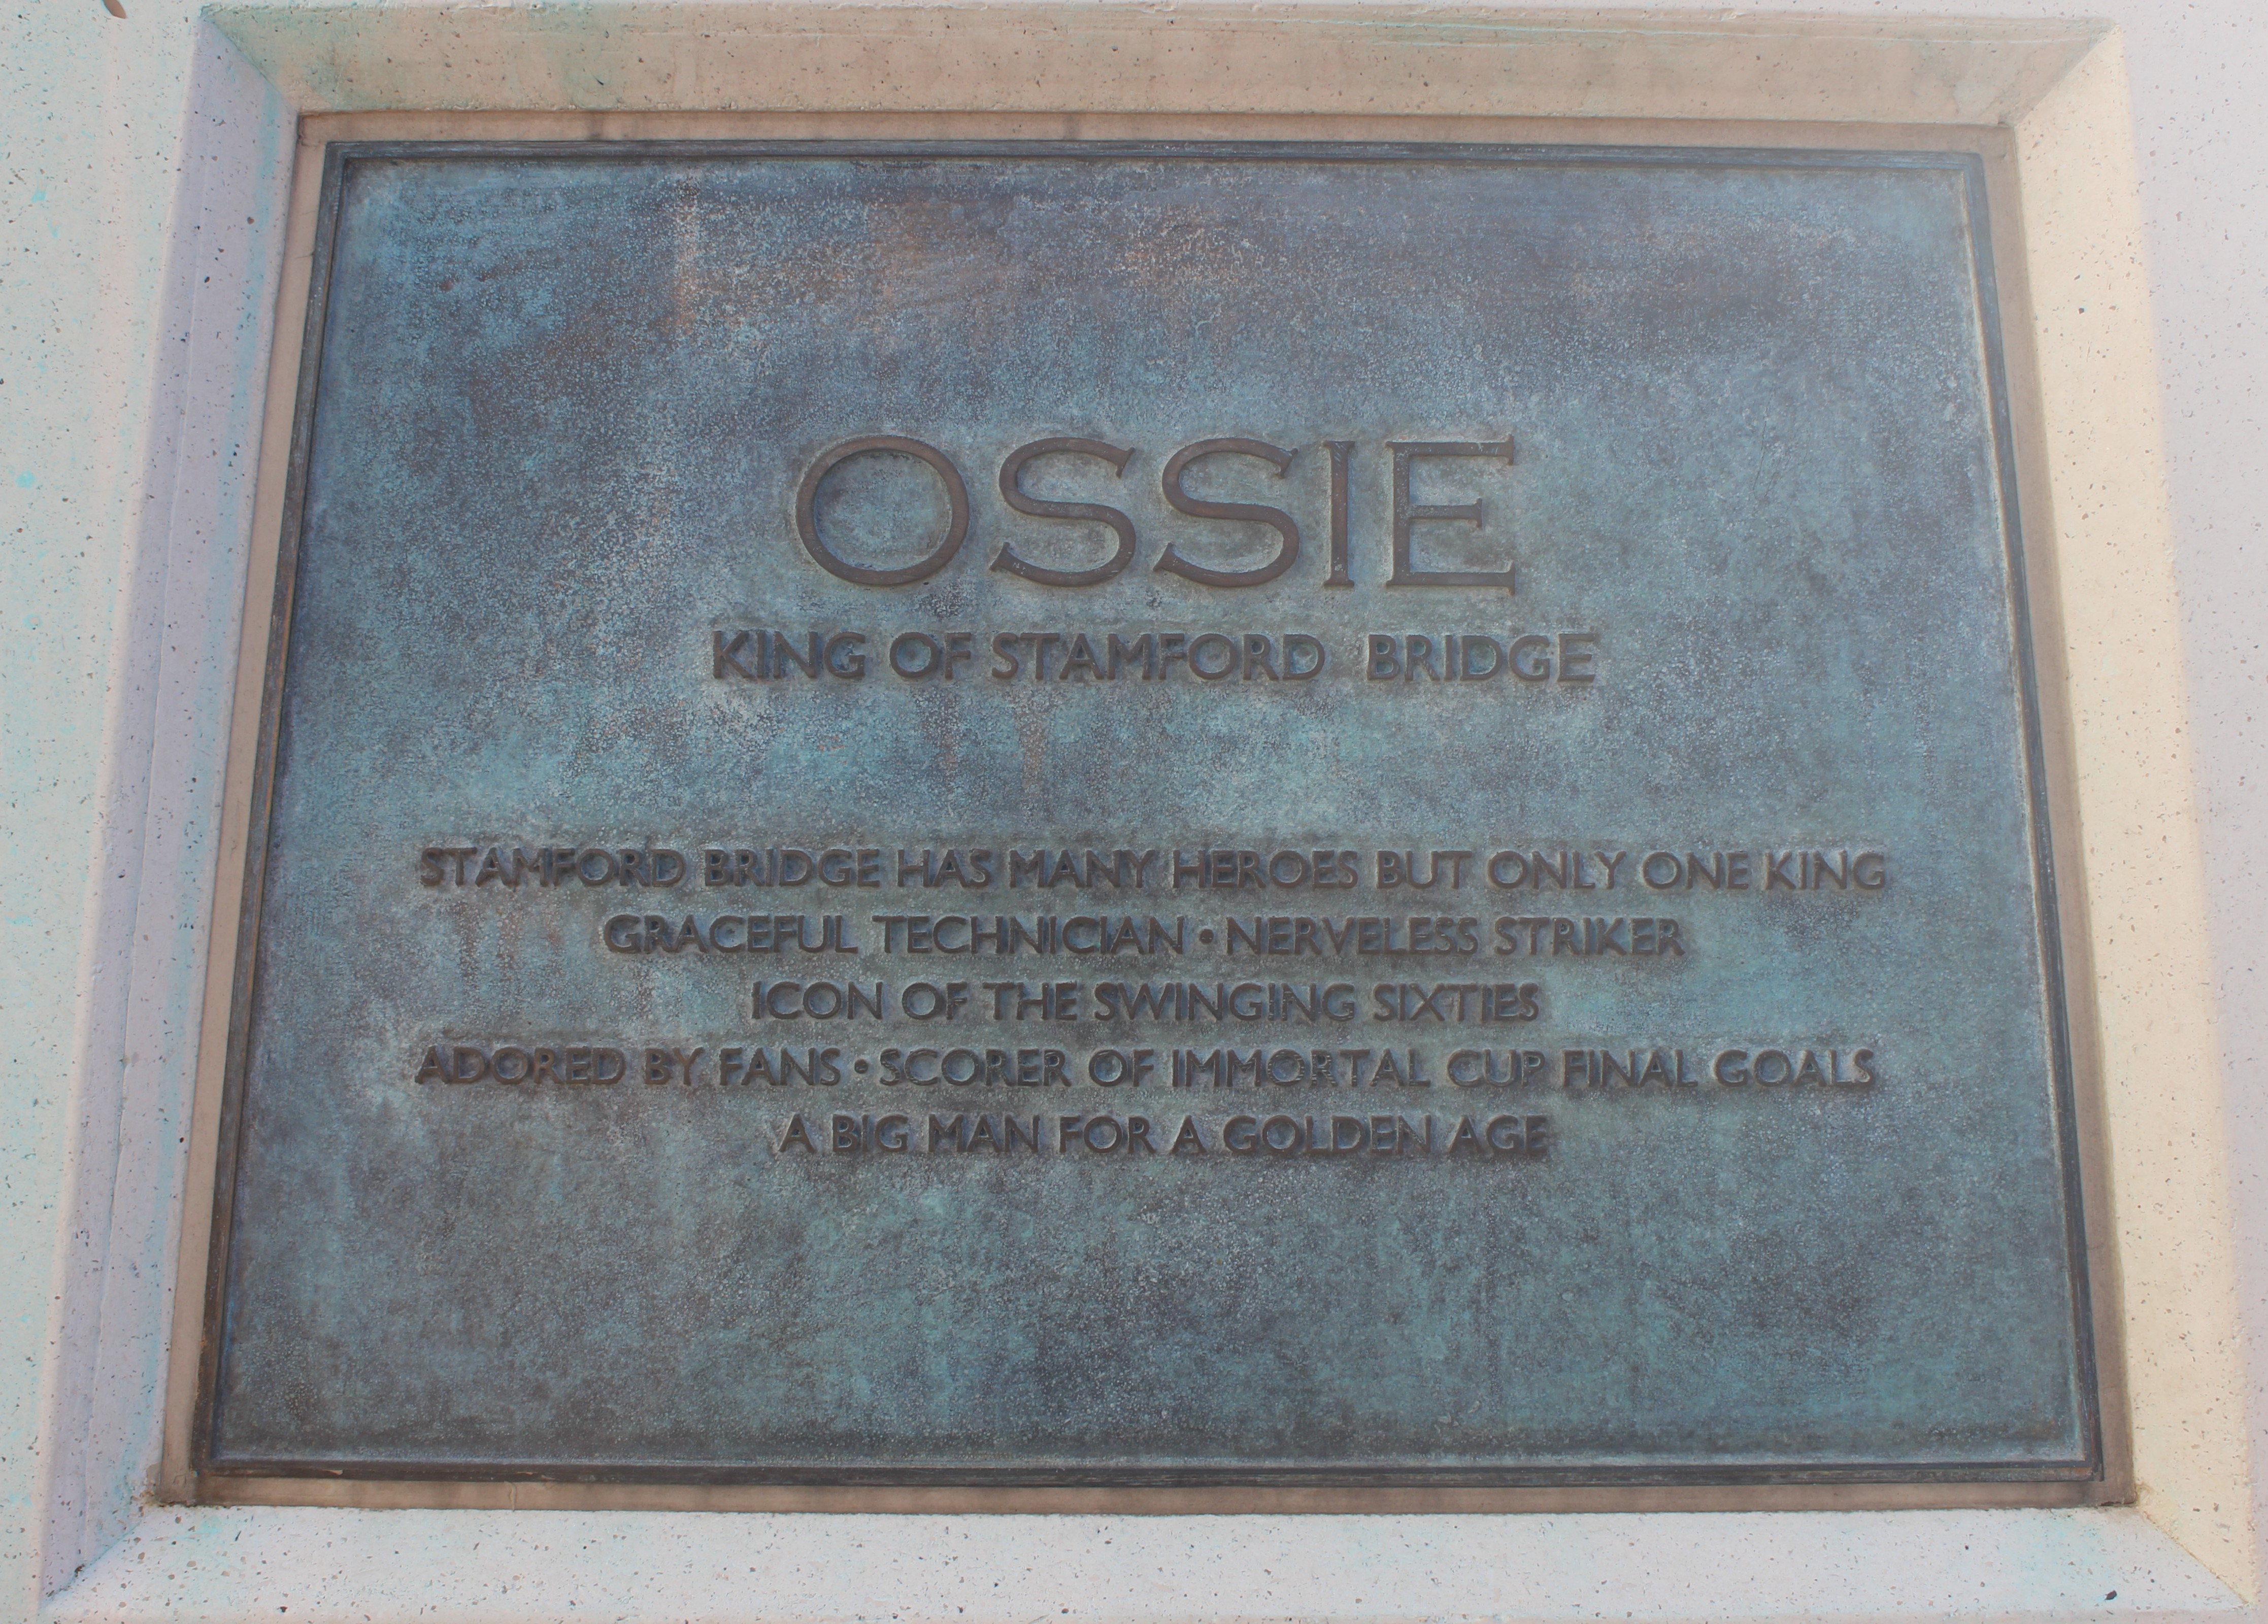 OSSIE
KING OF STAMFORD BRIDGE
STAMFORD BRIDGE HAS MANY HEROES BUT ONLY ONE KING
GRACEFUL TECHNICIAN • NERVELESS STRIKER
ICON OF THE SWINGING SIXTIES
ADORED BY FANS • SCORER OF IMMORTAL CUP FINAL GOALS
A BIG MAN FOR A GOLDEN AGE